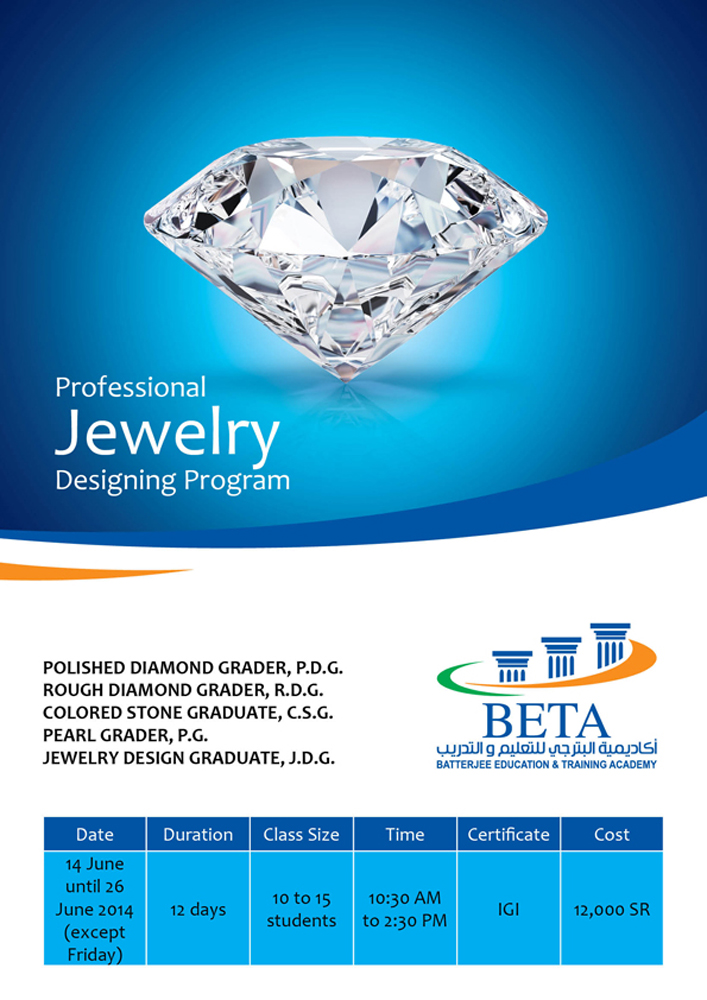 Professional
Jewelry
Designing Program
POLISHED DIAMOND GRADER, P.D.G.
ROUGH DIAMOND GRADER, R.D.G.
COLORED STONE GRADUATE, C.S.G.
PEARL GRADER, P.G.
JEWELRY DESIGN GRADUATE, J.D.G.
BETA
أكاديمية البترجي للتعليم و التدريب
BATTERJEE EDUCATION & TRAINING ACADEMY
Date Duration Class Size Time Certificate Cost
14 June
until 26
June 2014
(except
Friday)
12 days
10 to 15
students
10:30 AM
to 2:30 PM
IGI
12,000 SR